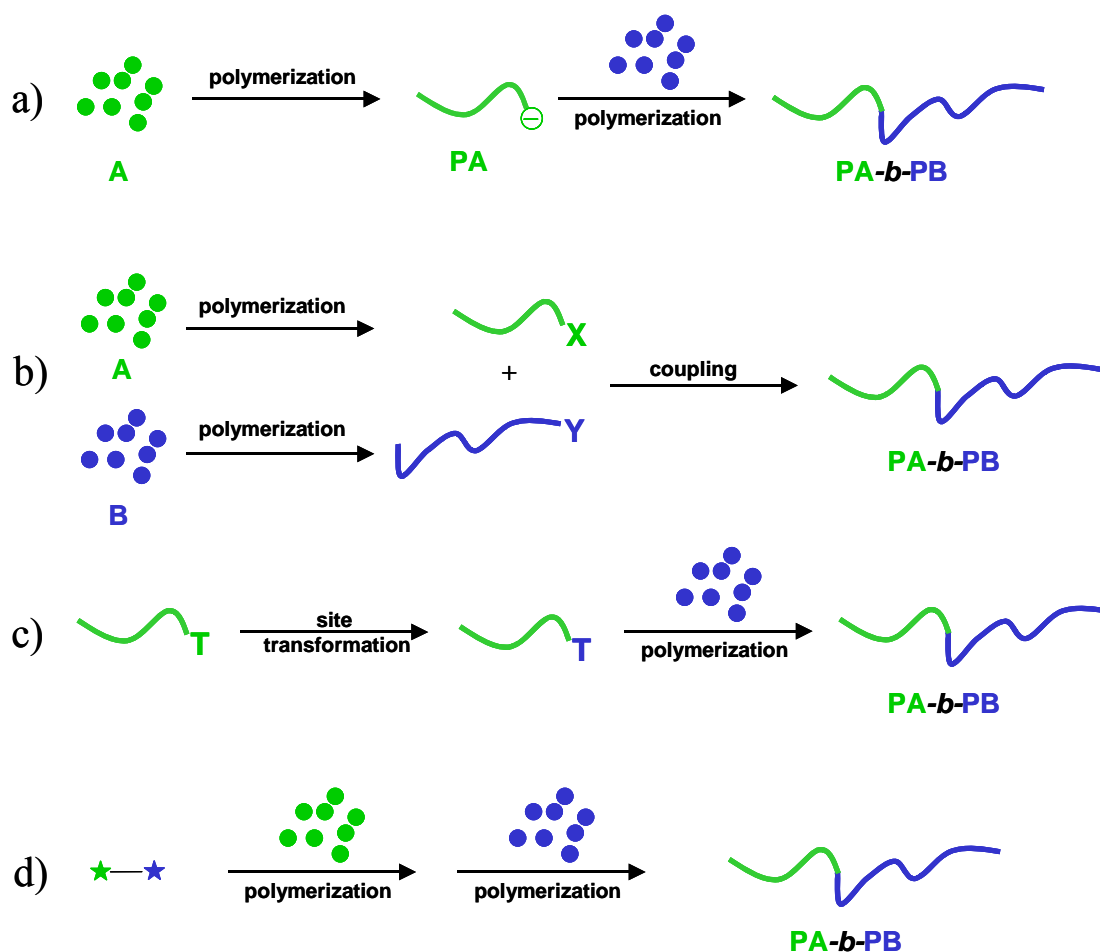 a)
polymerization
polymerization
A
PA
PA-b-PB
b)
polymerization
A
X
+
coupling
polymerization
Y
B
PA-b-PB
c)
T
site
transformation
T
polymerization
PA-b-PB
d)
polymerization
polymerization
PA-b-PB